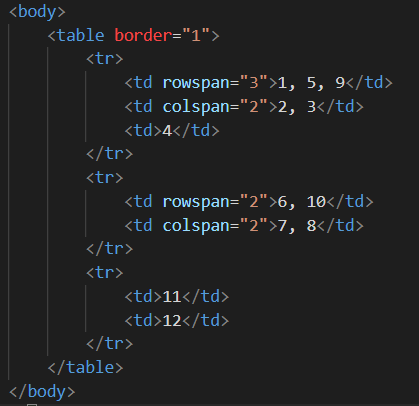 <body>
<table border="1">
<tr>
<td rowspan="3">1, 5, 9</td>
<td colspan="2">2, 3</td>
<td>4</td>
</tr>
<tr>
<td rowspan="2">6, 10</td>
<td colspan="2">7, 8</td>
</tr>
<tr>
<td>11</td>
<td>12</td>
</tr>
</table>
</body>